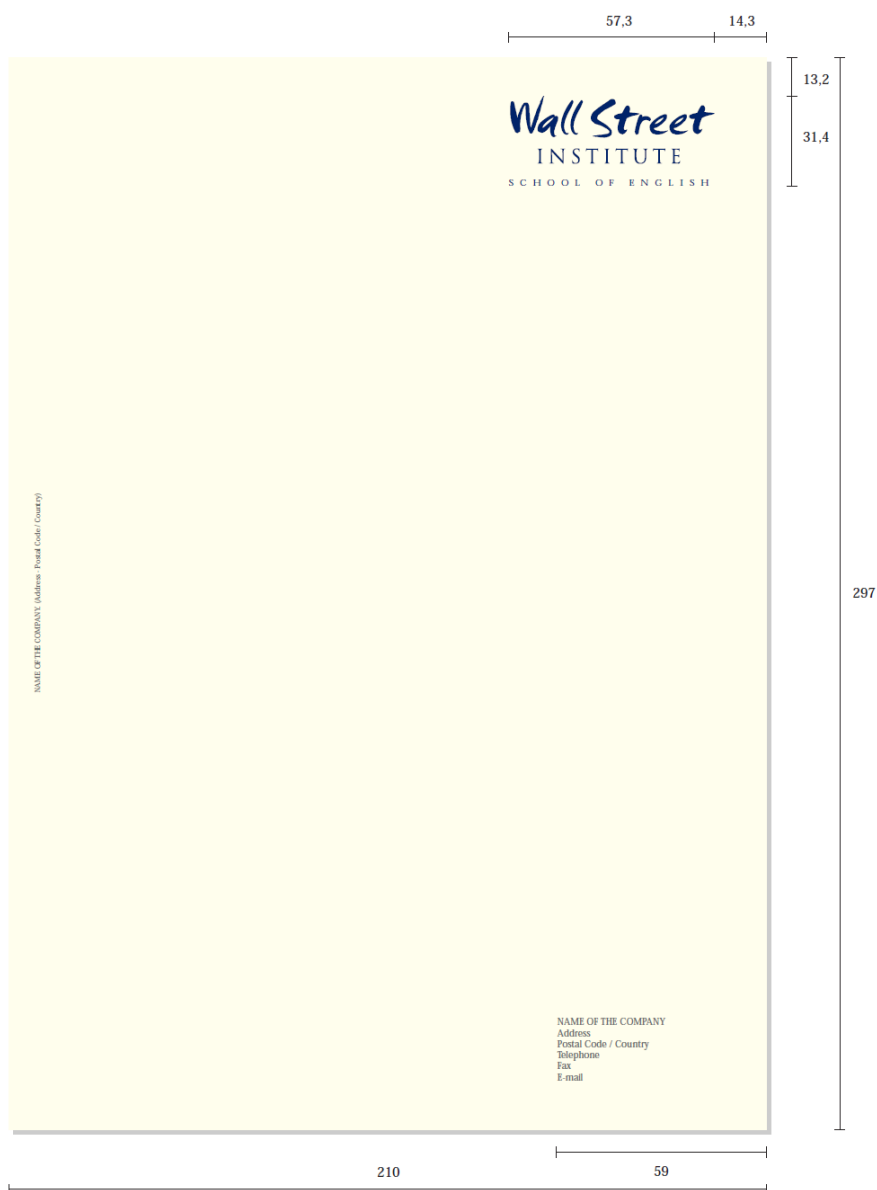 57,3
14,3
13,2
31,4
Wall Street
INSTITUTE
SCHOOL OF ENGLISH
NAME OF THE COMPANY. (Address - Postal Code / Country)
297
NAME OF THE COMPANY
Address
Postal Code / Country
Telephone
Fax
E-mail
210
59